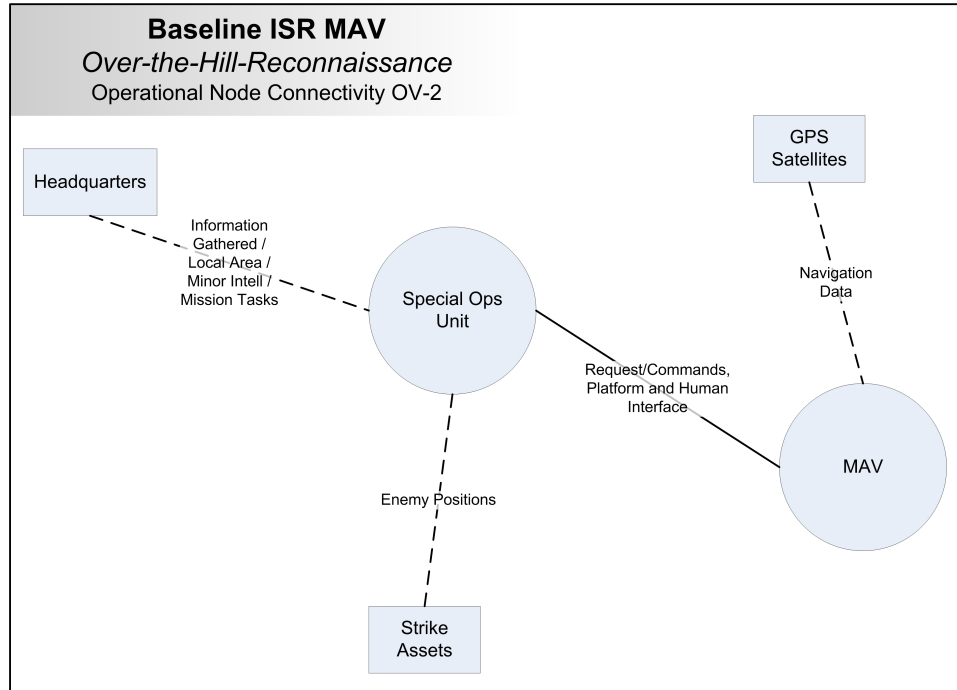 Baseline ISR MAV
Over-the-Hill-Reconnaissance
Operational Node Connectivity OV-2
GPS
Satellites
Headquarters
Information
Gathered /
Local Area /
Minor Intell /
Mission Tasks
Special Ops
Unit
Navigation
Data
Request/Commands,
Platform and Human
Interface
MAV
Enemy Positions
Strike
Assets